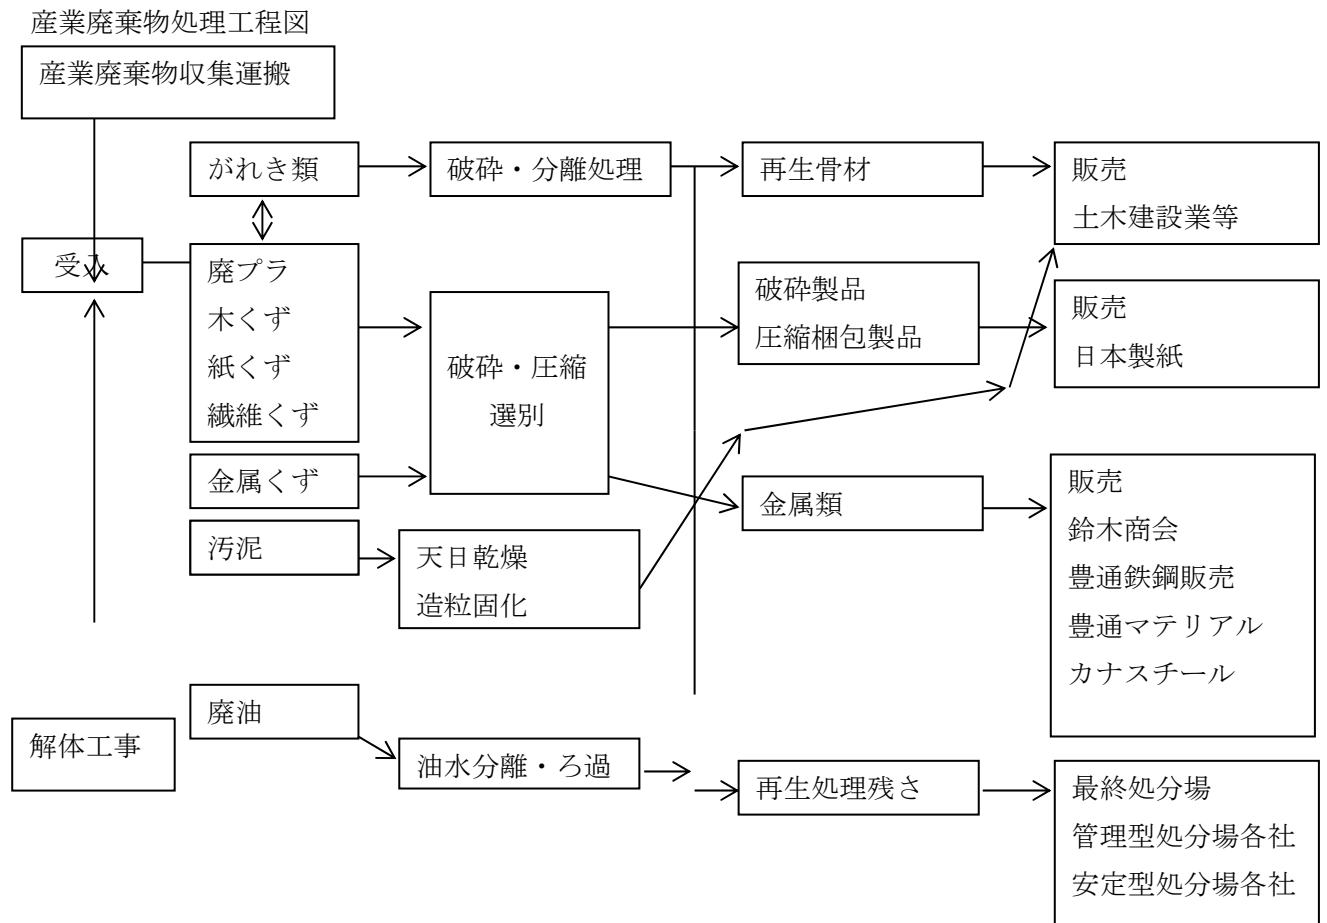 産業廃棄物処理工程図
産業廃棄物収集運搬
がれき類
破砕・分離処理
再生骨材
販売
土木建設業等
受入
廃プラ
木くず
紙くず
繊維くず
破砕・圧縮
選別
破砕製品
圧縮梱包製品
販売
日本製紙
金属くず
金属類
販売
鈴木商会
豊通鉄鋼販売
豊通マテリアル
カナスチール
汚泥
天日乾燥
造粒固化
廃油
解体工事
油水分離・ろ過
再生処理残さ
最終処分場
管理型処分場各社
安定型処分場各社